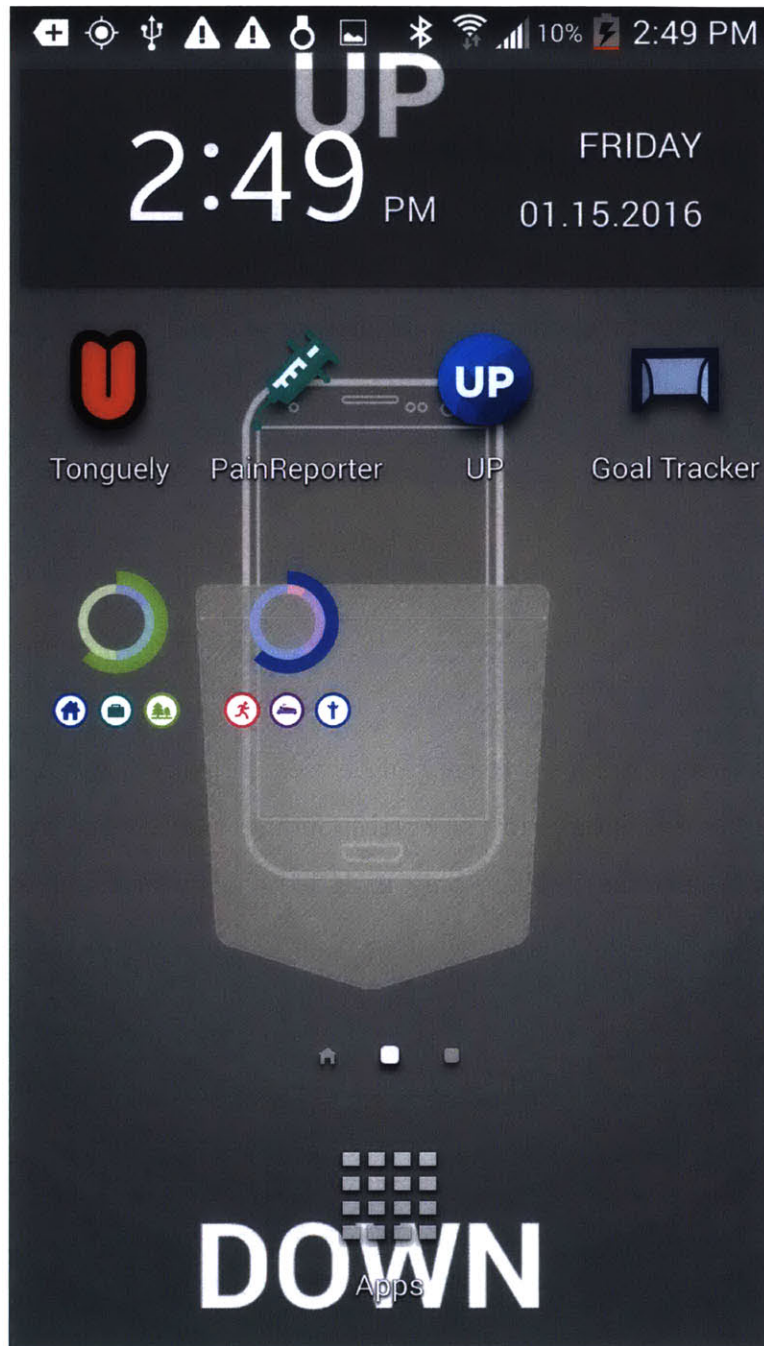 10% 2:49 PM
UP
2:49 PM
FRIDAY
01.15.2016
UP
Tonguely PainReporter UP Goal Tracker
Apps
DOWN